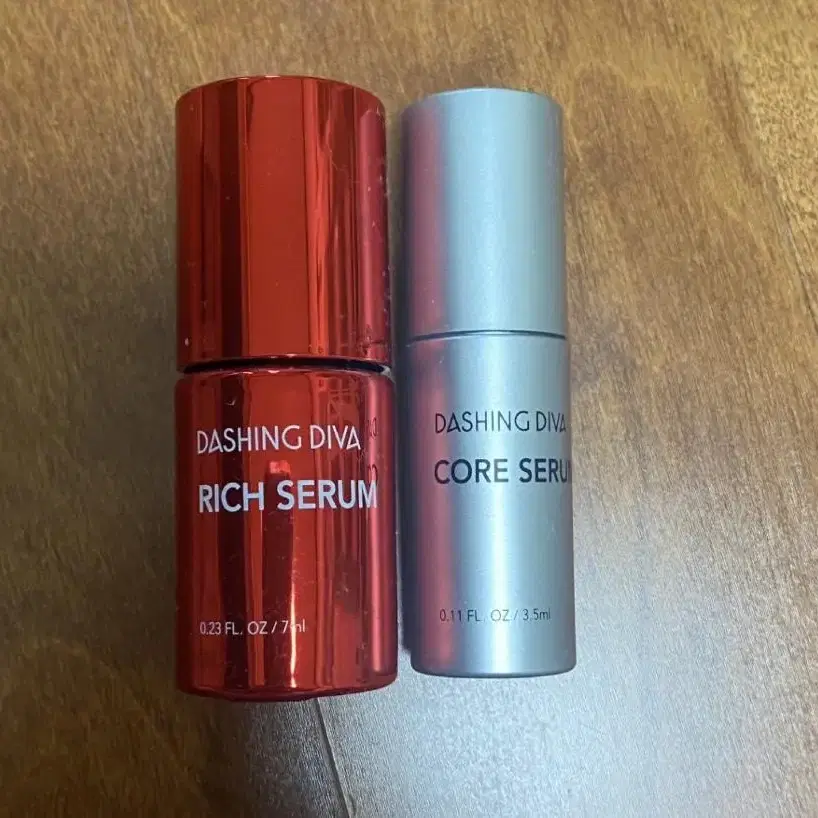 DASHING DIVA
RICH SERUM
0.23 FL. OZ / 7ml
DASHING DIVA
CORE SERUM
0.11 FL. OZ / 3.5ml